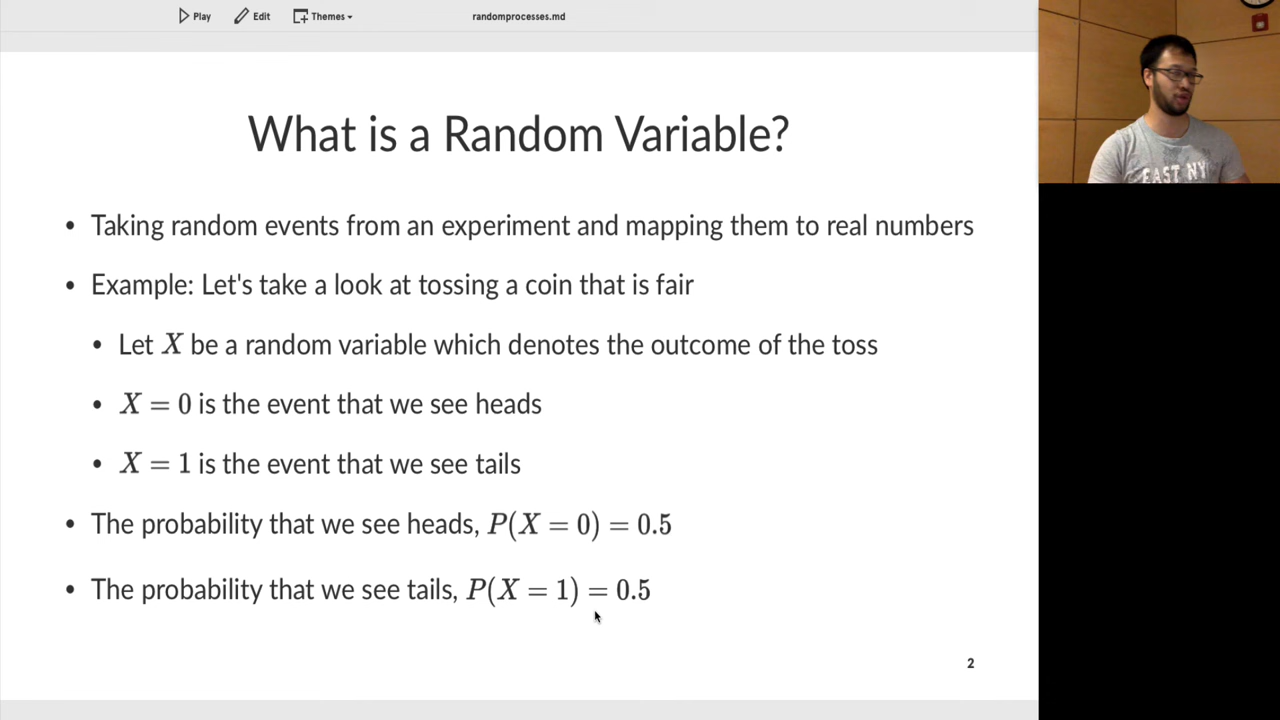 Play Edit Themes randomprocesses.md
What is a Random Variable?
• Taking random events from an experiment and mapping them to real numbers
• Example: Let's take a look at tossing a coin that is fair
• Let X be a random variable which denotes the outcome of the toss
• X = 0 is the event that we see heads
• X = 1 is the event that we see tails
• The probability that we see heads, P(X = 0) = 0.5
• The probability that we see tails, P(X = 1) = 0.5
2
EAST NY